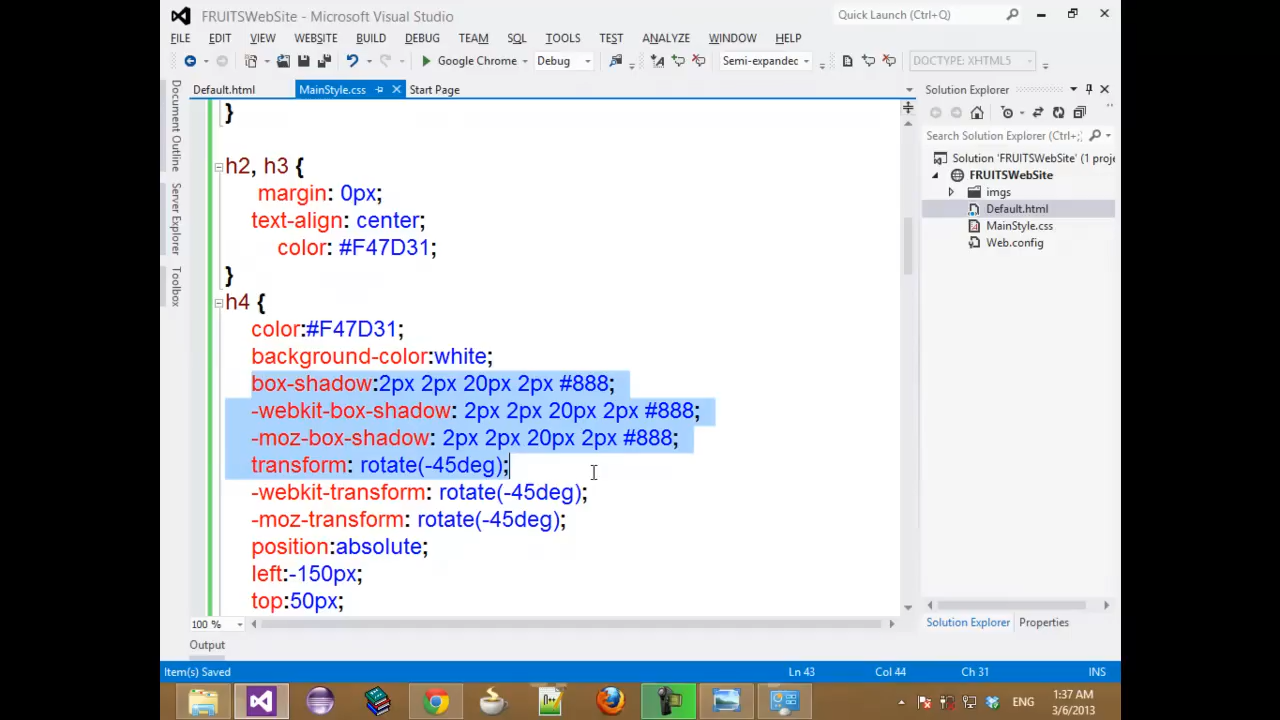 FRUITSWebSite - Microsoft Visual Studio
Quick Launch (Ctrl+Q)
FILE EDIT VIEW WEBSITE BUILD DEBUG TEAM SQL TOOLS TEST ANALYZE WINDOW HELP
Google Chrome Debug Semi-expanded DOCTYPE: XHTML5
Default.html MainStyle.css Start Page
Document Outline
Server Explorer
Toolbox
}
h2, h3 {
margin: 0px;
text-align: center;
color: #F47D31;
}
h4 {
color:#F47D31;
background-color:white;
box-shadow:2px 2px 20px 2px #888;
-webkit-box-shadow: 2px 2px 20px 2px #888;
-moz-box-shadow: 2px 2px 20px 2px #888;
transform: rotate(-45deg);
-webkit-transform: rotate(-45deg);
-moz-transform: rotate(-45deg);
position:absolute;
left:-150px;
top:50px;
100 %
Output
Solution Explorer
Search Solution Explorer (Ctrl+;)
Solution 'FRUITSWebSite' (1 proje
FRUITSWebSite
imgs
Default.html
MainStyle.css
Web.config
Solution Explorer Properties
Item(s) Saved Ln 43 Col 44 Ch 31 INS
ENG
1:37 AM
3/6/2013